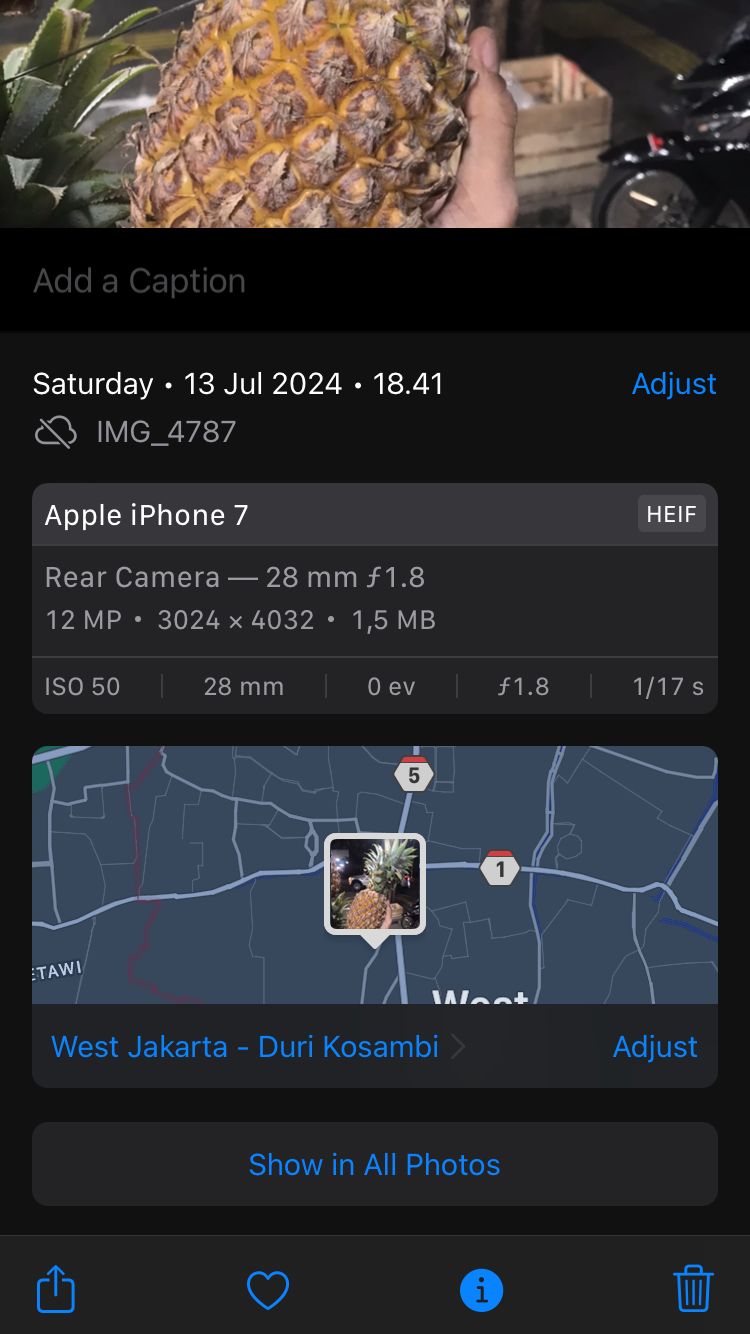 Add a Caption
Saturday • 13 Jul 2024 • 18.41
Adjust
IMG_4787
Apple iPhone 7
HEIF
Rear Camera — 28 mm ƒ1.8
12 MP • 3024 × 4032 • 1,5 MB
ISO 50
28 mm
0 ev
ƒ1.8
1/17 s
5
1
ETAWI
West
West Jakarta - Duri Kosambi
Adjust
Show in All Photos